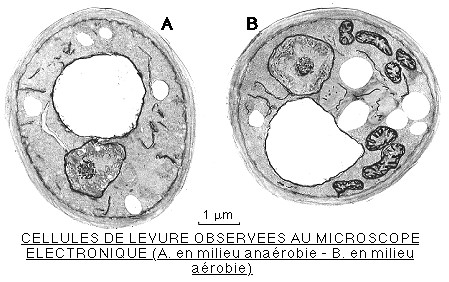 A
B
1 µm
CELLULES DE LEVURE OBSERVEES AU MICROSCOPE
ELECTRONIQUE (A. en milieu anaérobie - B. en milieu
aérobie)